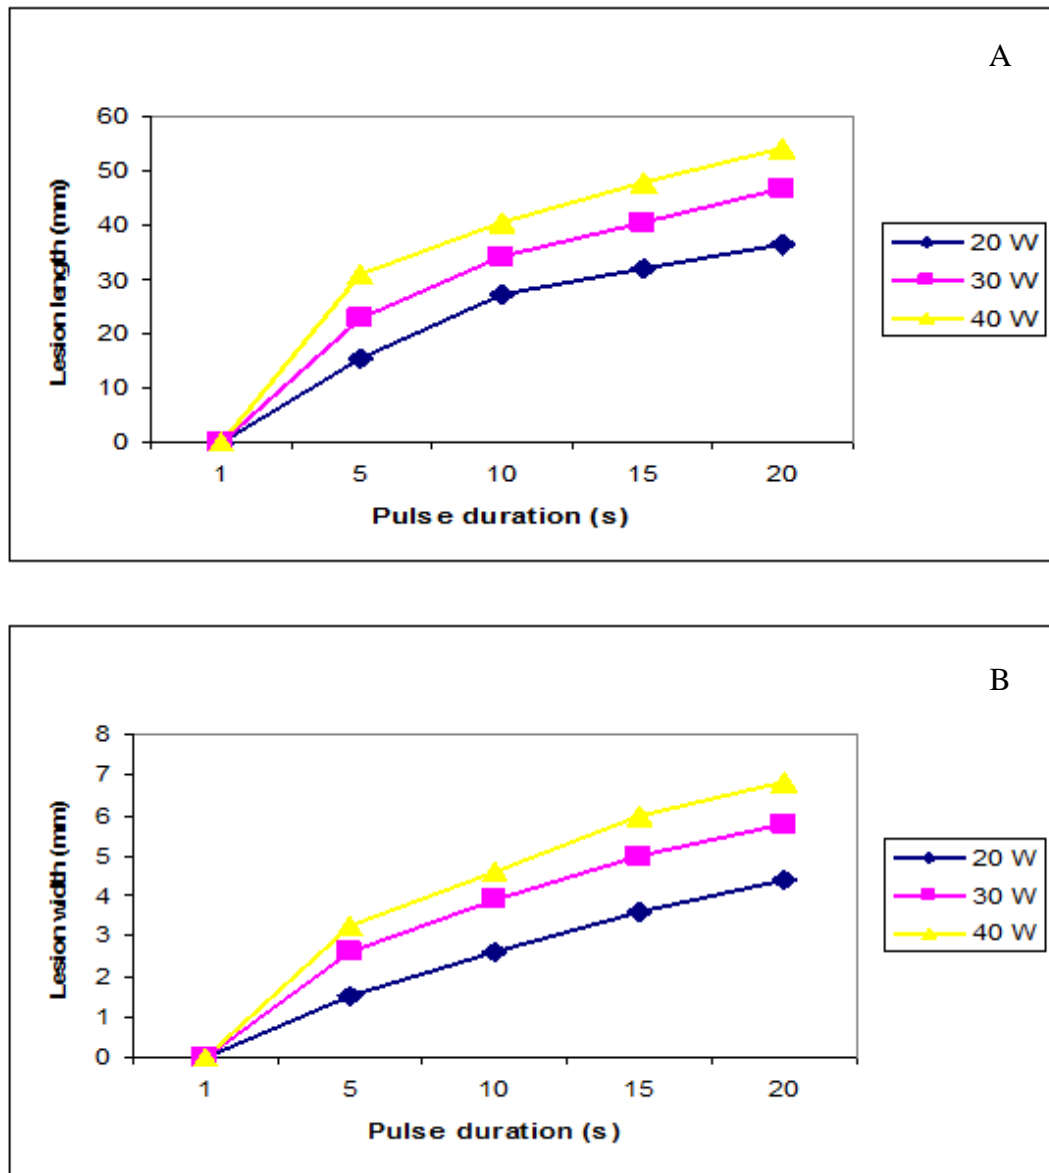 A
60
50
40
30
20
10
0
Lesion length (mm)
1 5 10 15 20
Pulse duration (s)
20 W
30 W
40 W
B
8
7
6
5
4
3
2
1
0
Lesion width (mm)
1 5 10 15 20
Pulse duration (s)
20 W
30 W
40 W